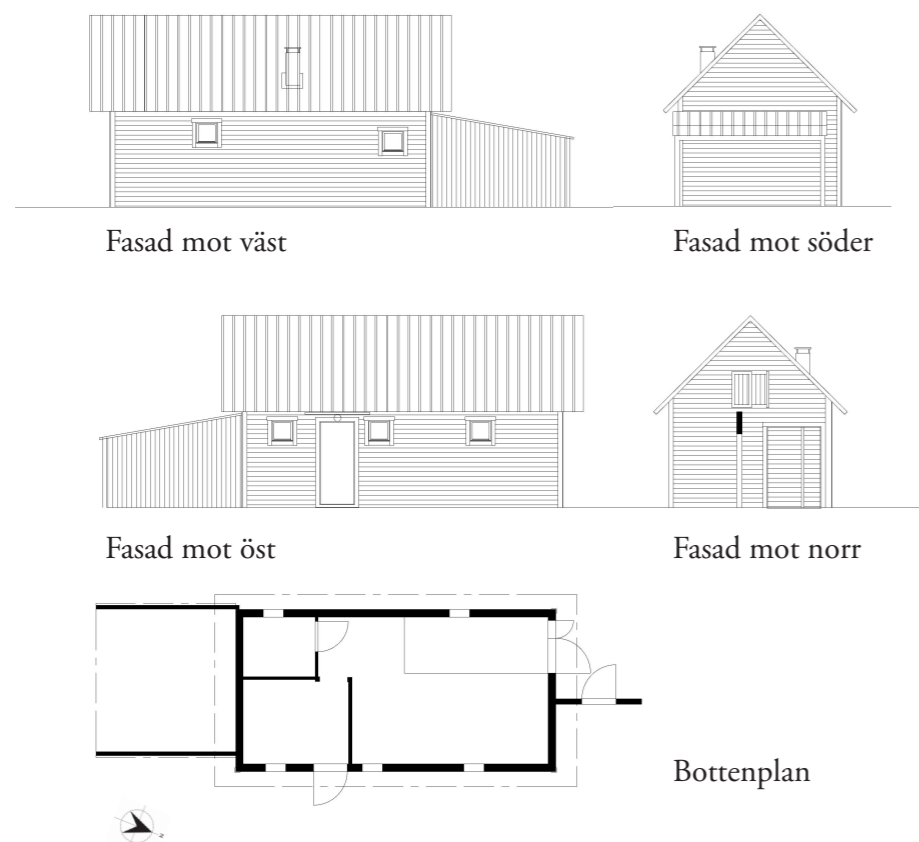 Fasad mot väst
Fasad mot söder
Fasad mot öst
Fasad mot norr
Bottenplan
N